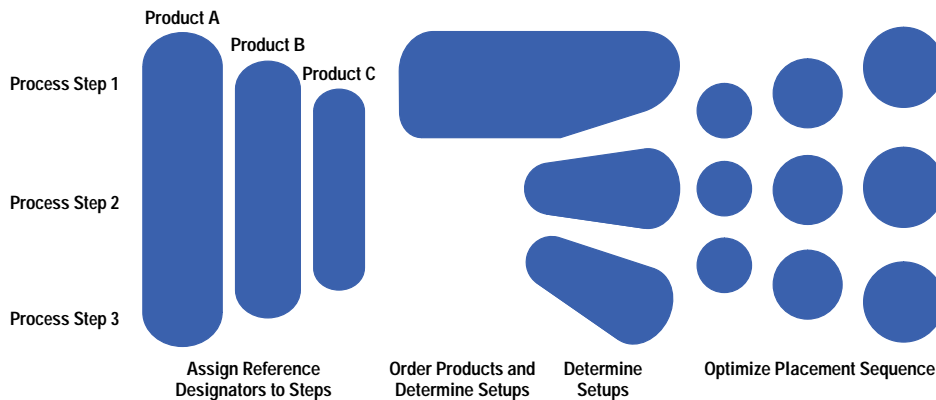 Product A
Product B
Product C
Process Step 1
Process Step 2
Process Step 3
Assign Reference
Designators to Steps
Order Products and
Determine Setups
Determine
Setups
Optimize Placement Sequence